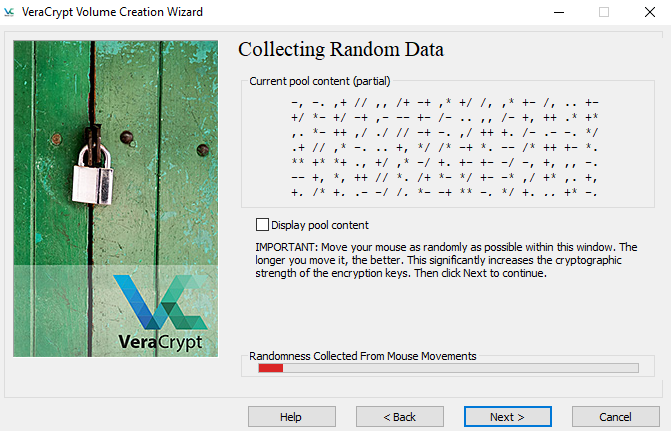 VeraCrypt Volume Creation Wizard
Collecting Random Data
Current pool content (partial)
-, -. ,+ // ,, /+ -+ ,* +/ /, ,* +- /, .. +-
+/ *- +/ -+ ,- -- +- /- .. ,, /- +, ++ .* +*
,. *- ++ ,/ ./ // -+ -. ,/ ++ +. /- .- -. */
.+ // ,* -. .. +, */ /* -+ *. -- /* ++ +- *.
** +* *+ ., +/ ,* -/ +. +- +- -/ -, +, ,, -.
-- +, *, ++ // *. /+ *- */ +- -* ,/ +* ,. +,
+. /* +. .- -/ /. *- -+ ** -. */ +. .. +* -.
Display pool content
IMPORTANT: Move your mouse as randomly as possible within this window. The
longer you move it, the better. This significantly increases the cryptographic
strength of the encryption keys. Then click Next to continue.
VeraCrypt
Randomness Collected From Mouse Movements
Help
< Back
Next >
Cancel